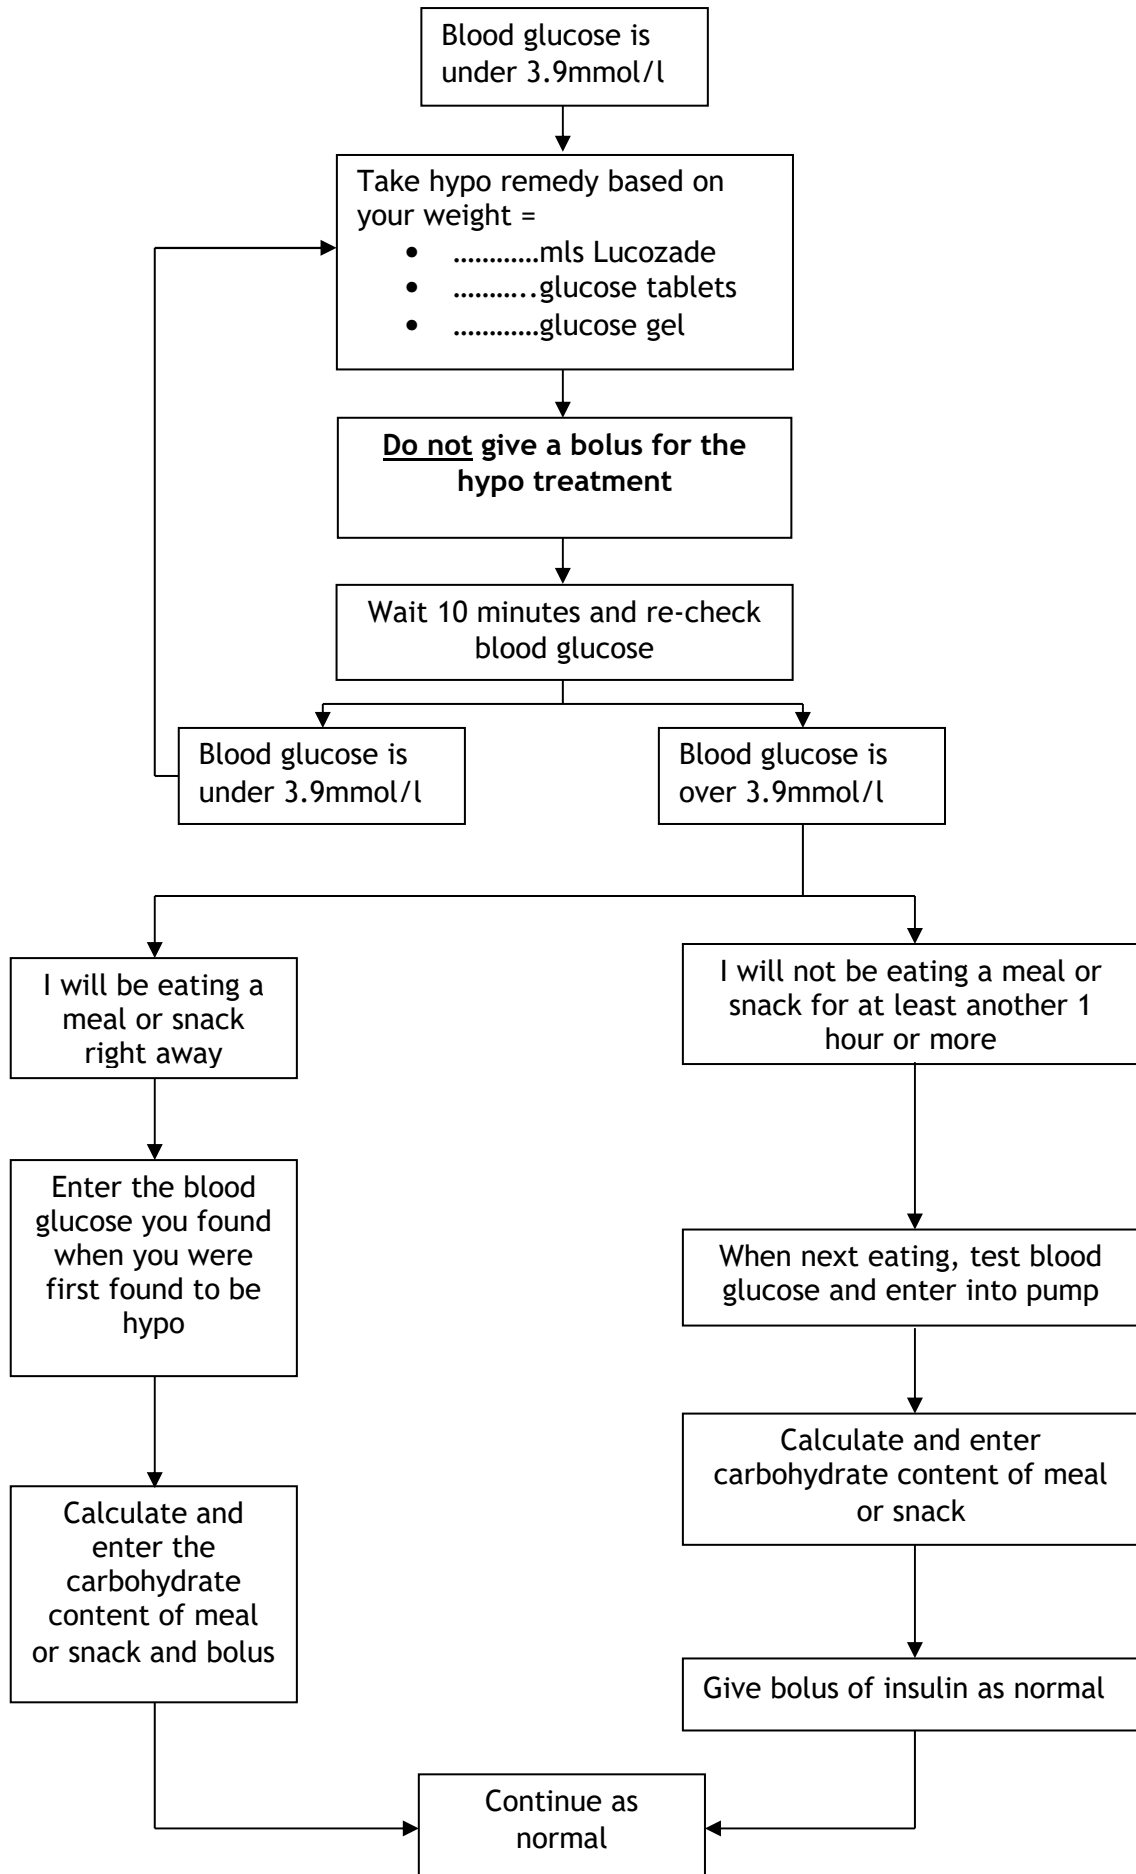 Blood glucose is
under 3.9mmol/l
Take hypo remedy based on
your weight =
• ............mls Lucozade
• ............glucose tablets
• ............glucose gel
Do not give a bolus for the
hypo treatment
Wait 10 minutes and re-check
blood glucose
Blood glucose is
under 3.9mmol/l
Blood glucose is
over 3.9mmol/l
I will be eating a
meal or snack
right away
I will not be eating a meal or
snack for at least another 1
hour or more
Enter the blood
glucose you found
when you were
first found to be
hypo
When next eating, test blood
glucose and enter into pump
Calculate and enter
carbohydrate content of meal
or snack
Calculate and
enter the
carbohydrate
content of meal
or snack and bolus
Give bolus of insulin as normal
Continue as
normal